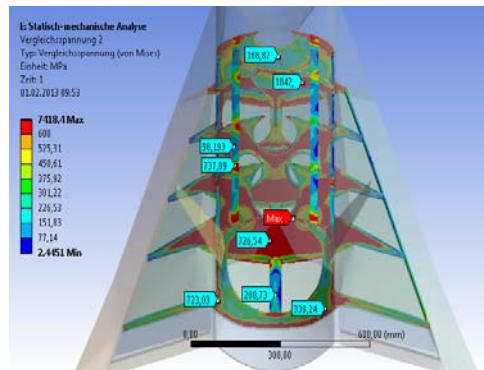 E: Statisch-mechanische Analyse
Vergleichsspannung 2
Typ: Vergleichsspannung (von Mises)
Einheit: MPa
Zeit: 1
01.02.2013 09:53
7418.4 Max
600
525,31
450,61
375,92
301,22
226,53
151,83
77,14
2.4451 Min
168,82
1842,
98,193
737,89
Max
726,54
723,03
208,73
339,24
0,00
600,00 (mm)
300,00